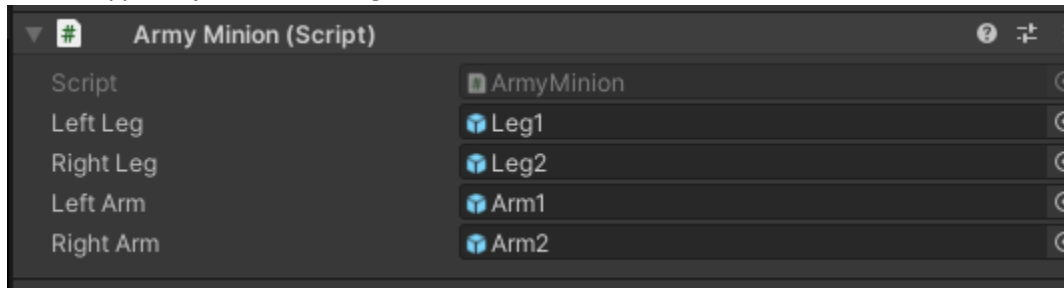 Army Minion (Script)
Script ArmyMinion
Left Leg Leg1
Right Leg Leg2
Left Arm Arm1
Right Arm Arm2